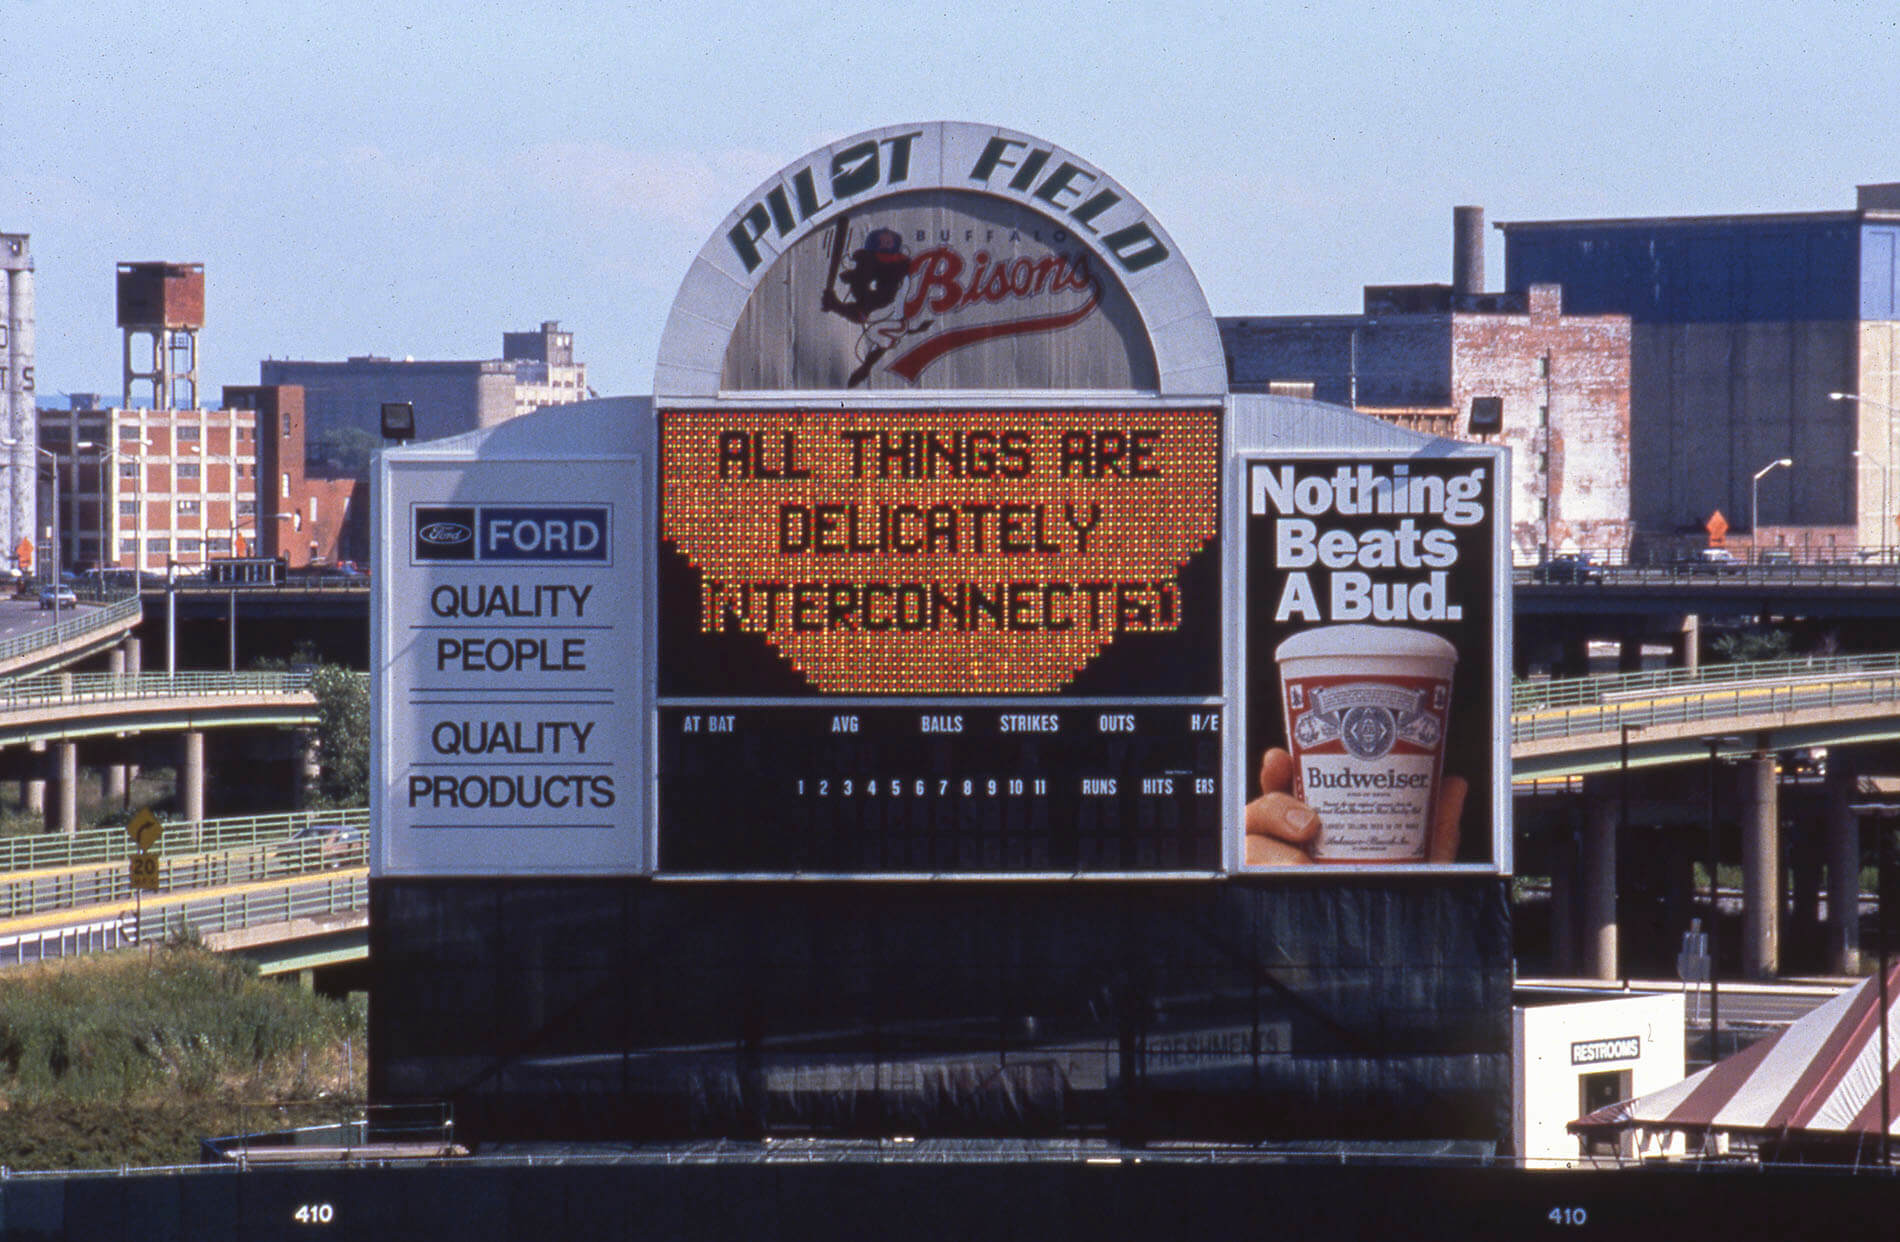 PILOT FIELD
BUFFALO
Bisons
ALL THINGS ARE
DELICATELY
INTERCONNECTED
Ford
FORD
QUALITY
PEOPLE
QUALITY
PRODUCTS
AT BAT AVG BALLS STRIKES OUTS H/E
1 2 3 4 5 6 7 8 9 10 11 RUNS HITS ERS
Nothing
Beats
A Bud.
Budweiser
20
FRESHMENTS
RESTROOMS
410
410